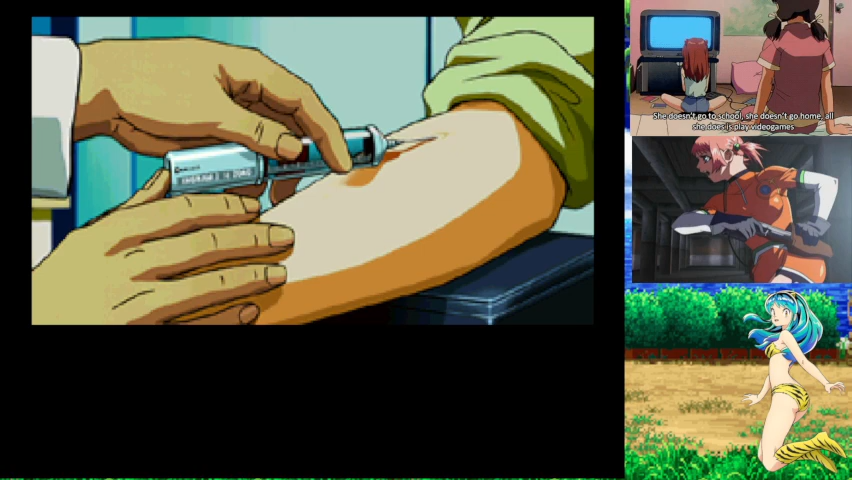 She doesn't go to school, she doesn't go home, all
she does is play videogames